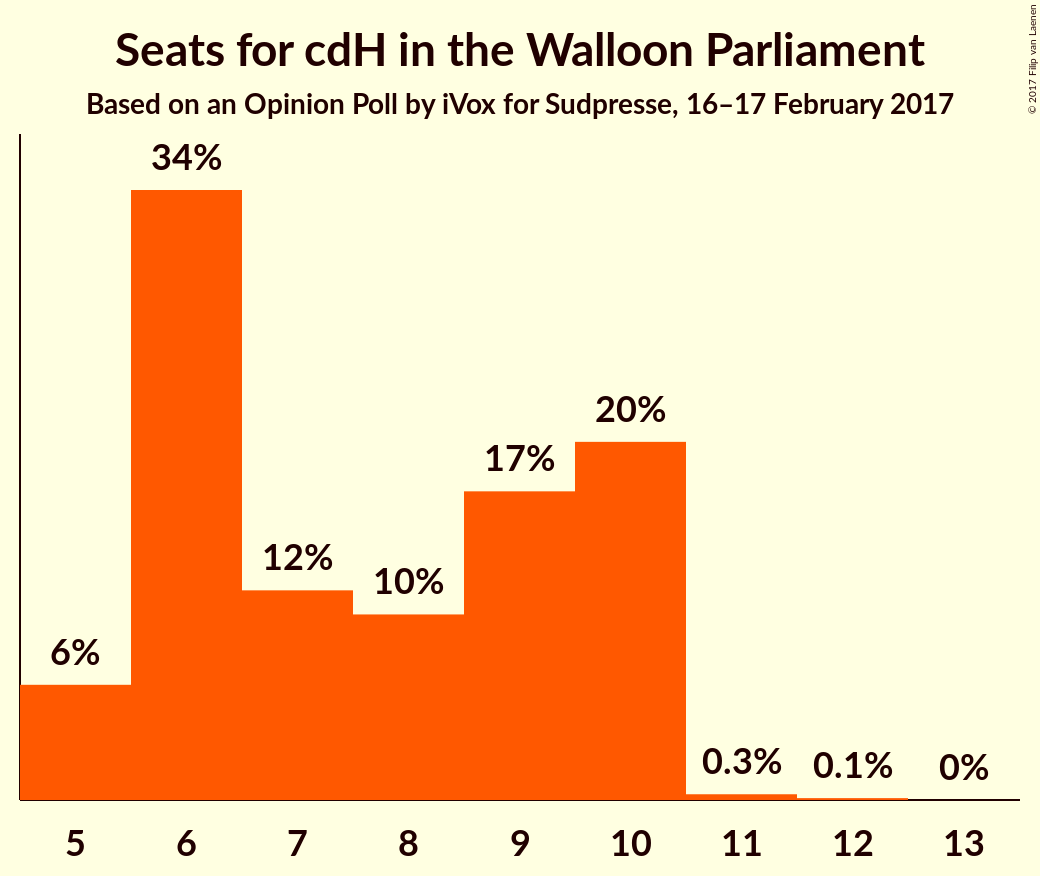 Seats for cdH in the Walloon Parliament
Based on an Opinion Poll by iVox for Sudpresse, 16–17 February 2017
© 2017 Filip van Laenen
34%
20%
17%
12%
10%
6%
0.3%
0.1%
0%
5 6 7 8 9 10 11 12 13